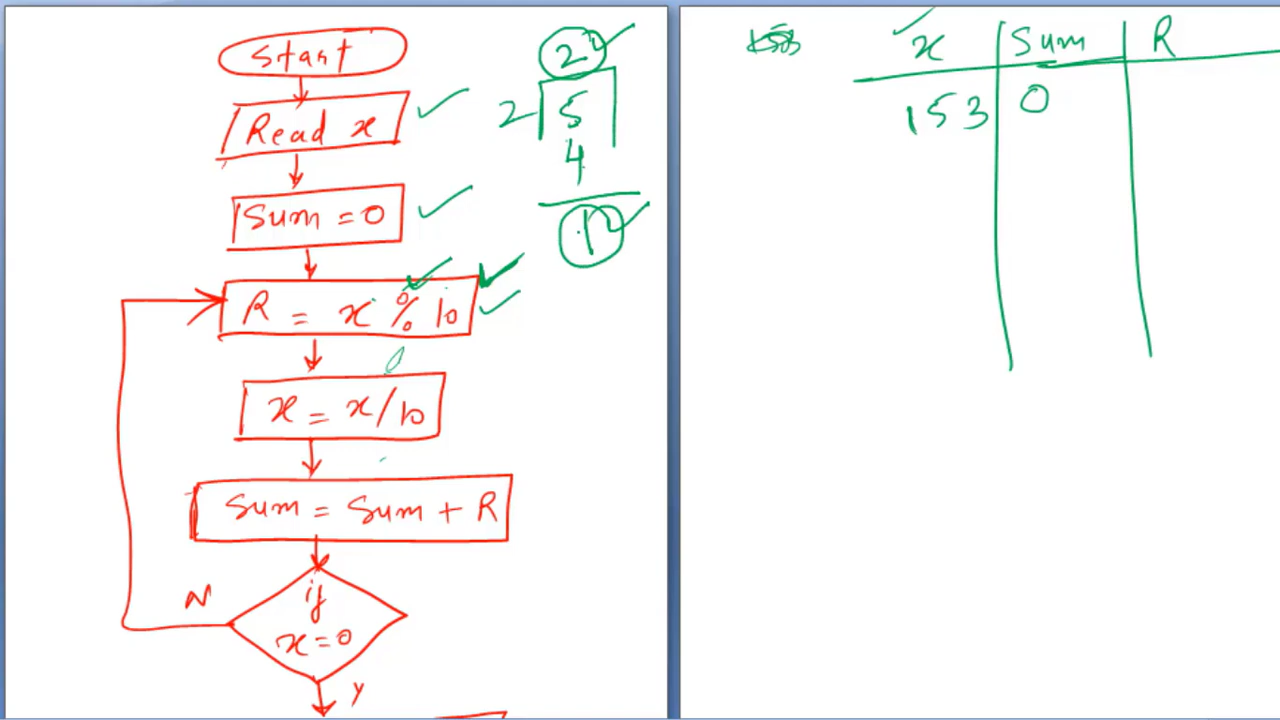 Start
Read x
Sum = 0
R = x % 10
x = x/10
Sum = Sum + R
if
x = 0
N
Y
2
2 5
4
1
x Sum R
153 0